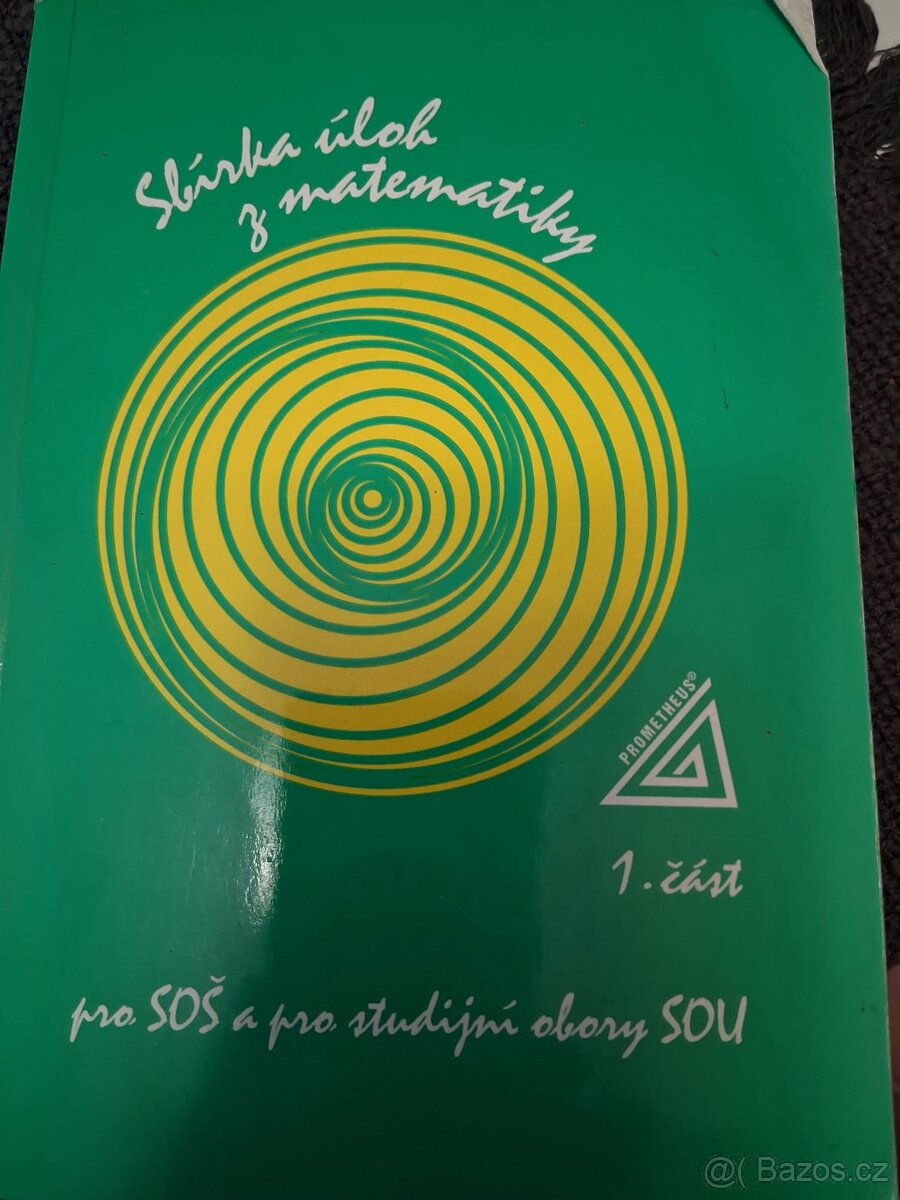 Sbírka úloh
z matematiky
PROMETHEUS®
1. část
pro SOŠ a pro studijní obory SOU
@( Bazos.cz